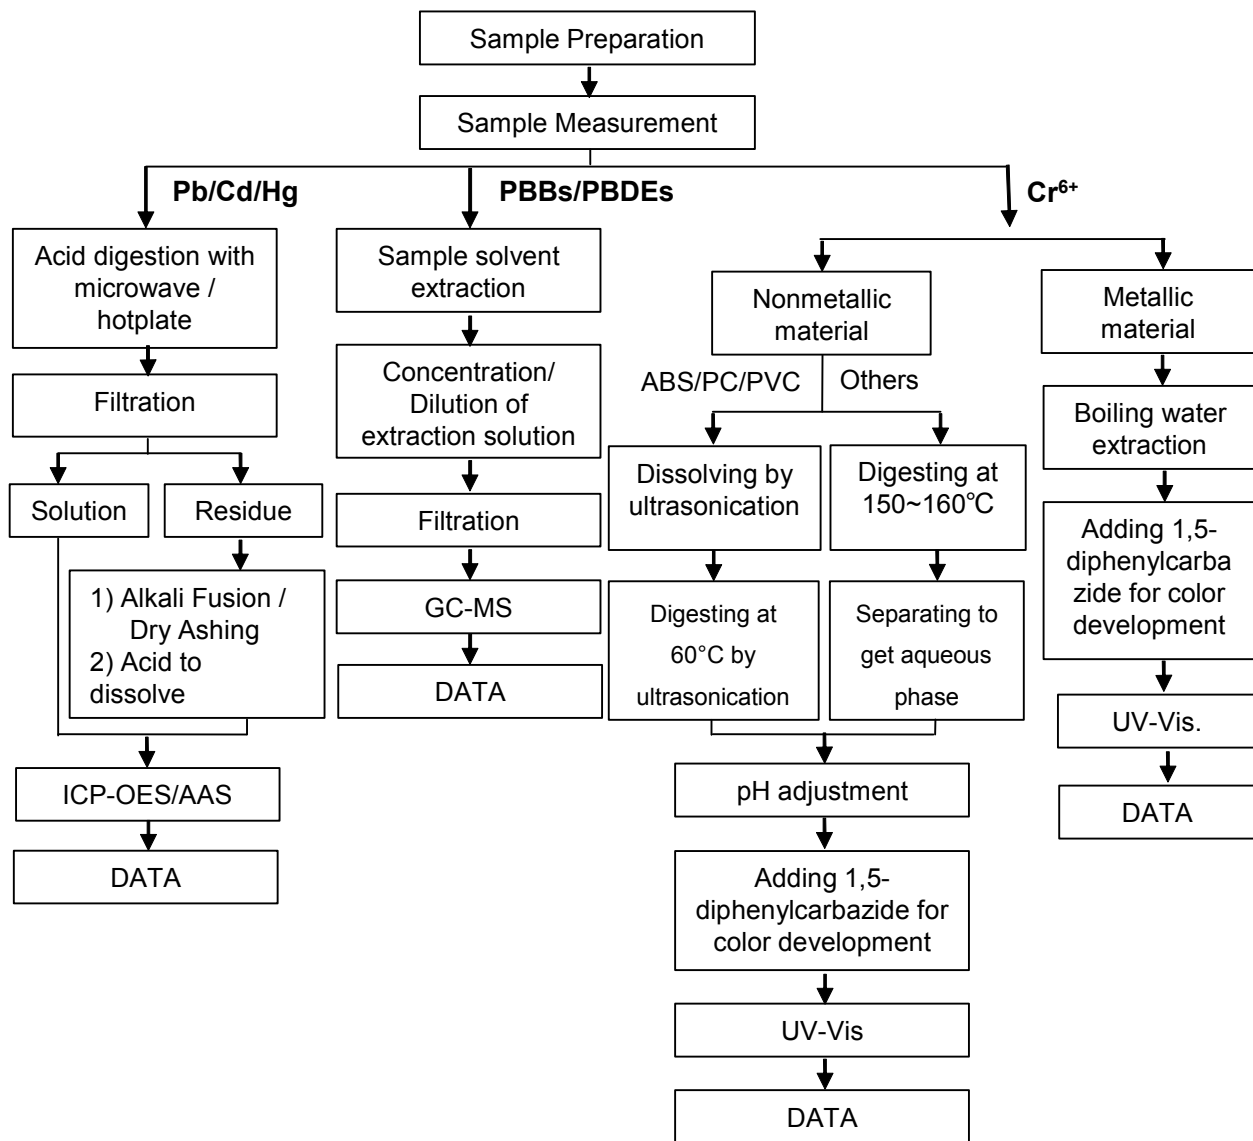 Sample Preparation
Sample Measurement
Pb/Cd/Hg
PBBs/PBDEs
Cr⁶⁺
Acid digestion with
microwave /
hotplate
Filtration
Solution
Residue
1) Alkali Fusion /
Dry Ashing
2) Acid to
dissolve
ICP-OES/AAS
DATA
Sample solvent
extraction
Concentration/
Dilution of
extraction solution
Filtration
GC-MS
DATA
Nonmetallic
material
ABS/PC/PVC
Others
Dissolving by
ultrasonication
Digesting at
60°C by
ultrasonication
Digesting at
150~160℃
Separating to
get aqueous
phase
pH adjustment
Adding 1,5-
diphenylcarbazide for
color development
UV-Vis
DATA
Metallic
material
Boiling water
extraction
Adding 1,5-
diphenylcarba
zide for color
development
UV-Vis.
DATA